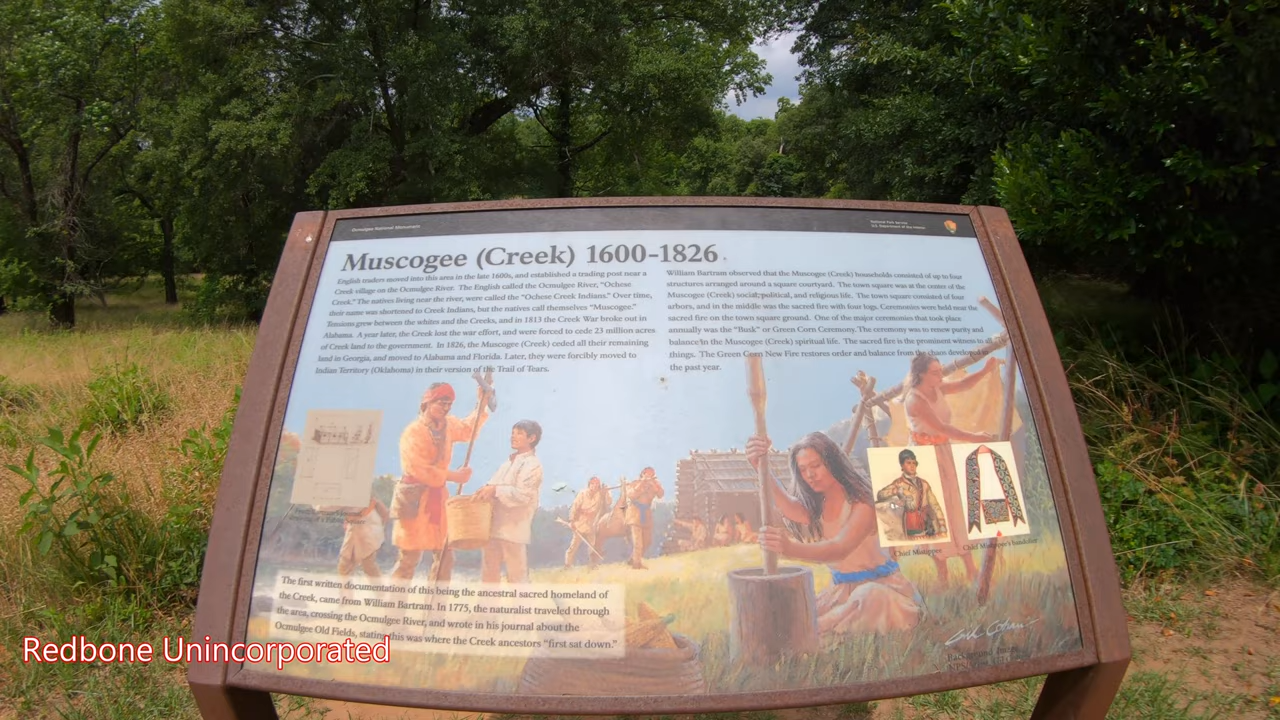 Ocmulgee National Monument
National Park Service
U.S. Department of the Interior
Muscogee (Creek) 1600-1826
English traders moved into this area in the late 1600s, and established a trading post near a
Creek village on the Ocmulgee River. The English called the Ocmulgee River, "Ochese
Creek." The natives living near the river, were called the "Ochese Creek Indians." Over time,
their name was shortened to Creek Indians, but the natives call themselves "Muscogee."
Tensions grew between the whites and the Creeks, and in 1813 the Creek War broke out in
Alabama. A year later, the Creek lost the war effort, and were forced to cede 23 million acres
of Creek land to the government. In 1826, the Muscogee (Creek) ceded all their remaining
land in Georgia, and moved to Alabama and Florida. Later, they were forcibly moved to
Indian Territory (Oklahoma) in their version of the Trail of Tears.
William Bartram observed that the Muscogee (Creek) households consisted of up to four
structures arranged around a square courtyard. The town square was at the center of the
Muscogee (Creek) social, political, and religious life. The town square consisted of four
arbors, and in the middle was the sacred fire with four logs. Ceremonies were held near the
sacred fire on the town square ground. One of the major ceremonies that took place
annually was the "Busk" or Green Corn Ceremony. The ceremony was to renew purity and
balance in the Muscogee (Creek) spiritual life. The sacred fire is the prominent witness to all
things. The Green Corn New Fire restores order and balance from the chaos developed in
the past year.
Chief Mutepper
The first written documentation of this being the ancestral sacred homeland of
the Creek, came from William Bartram. In 1775, the naturalist traveled through
the area, crossing the Ocmulgee River, and wrote in his journal about the
Ocmulgee Old Fields, stating this was where the Creek ancestors "first sat down."
Background Image
Redbone Unincorporated